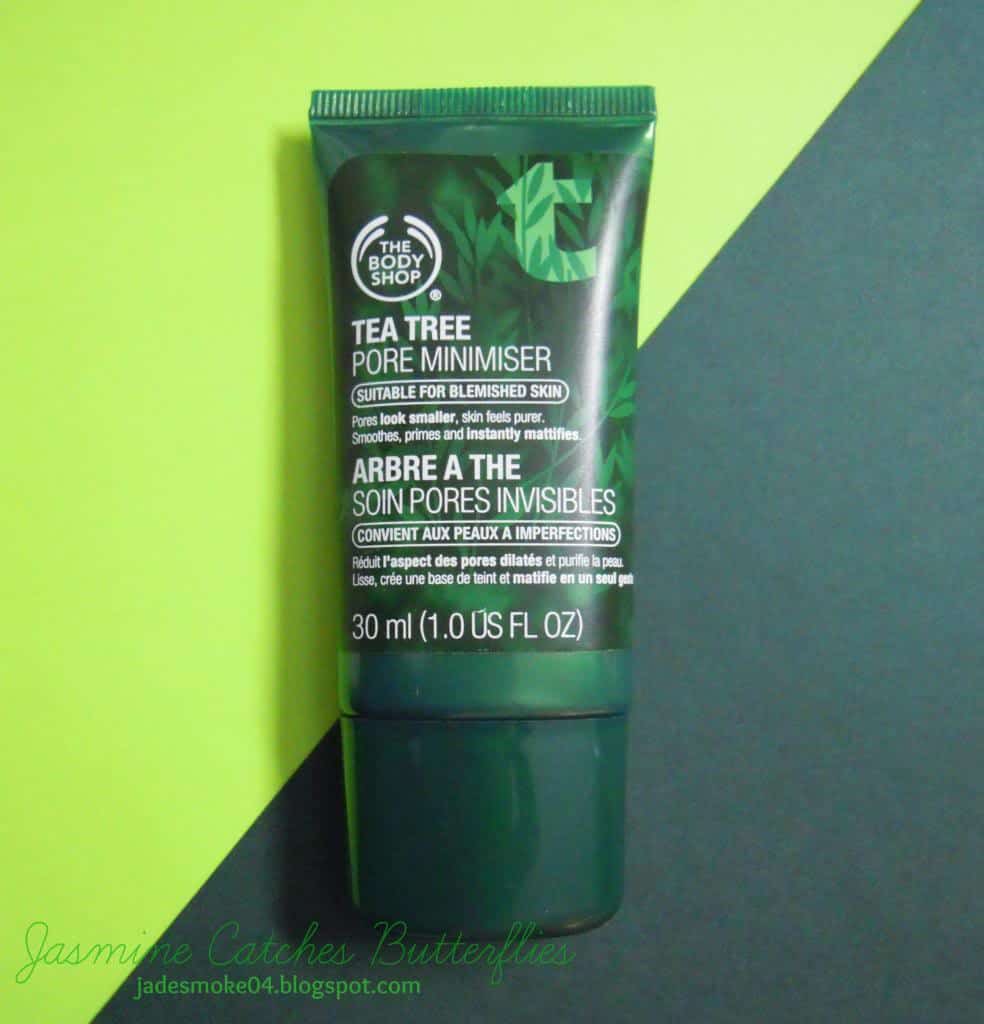 t
THE
BODY
SHOP
®
TEA TREE
PORE MINIMISER
SUITABLE FOR BLEMISHED SKIN
Pores look smaller, skin feels purer.
Smoothes, primes and instantly mattifies.
ARBRE A THE
SOIN PORES INVISIBLES
CONVIENT AUX PEAUX A IMPERFECTIONS
Réduit l'aspect des pores dilatés et purifie la peau.
Lisse, crée une base de teint et matifie en un seul geste
30 ml (1.0 US FL OZ)
Jasmine Catches Butterflies
jadesmoke04.blogspot.com